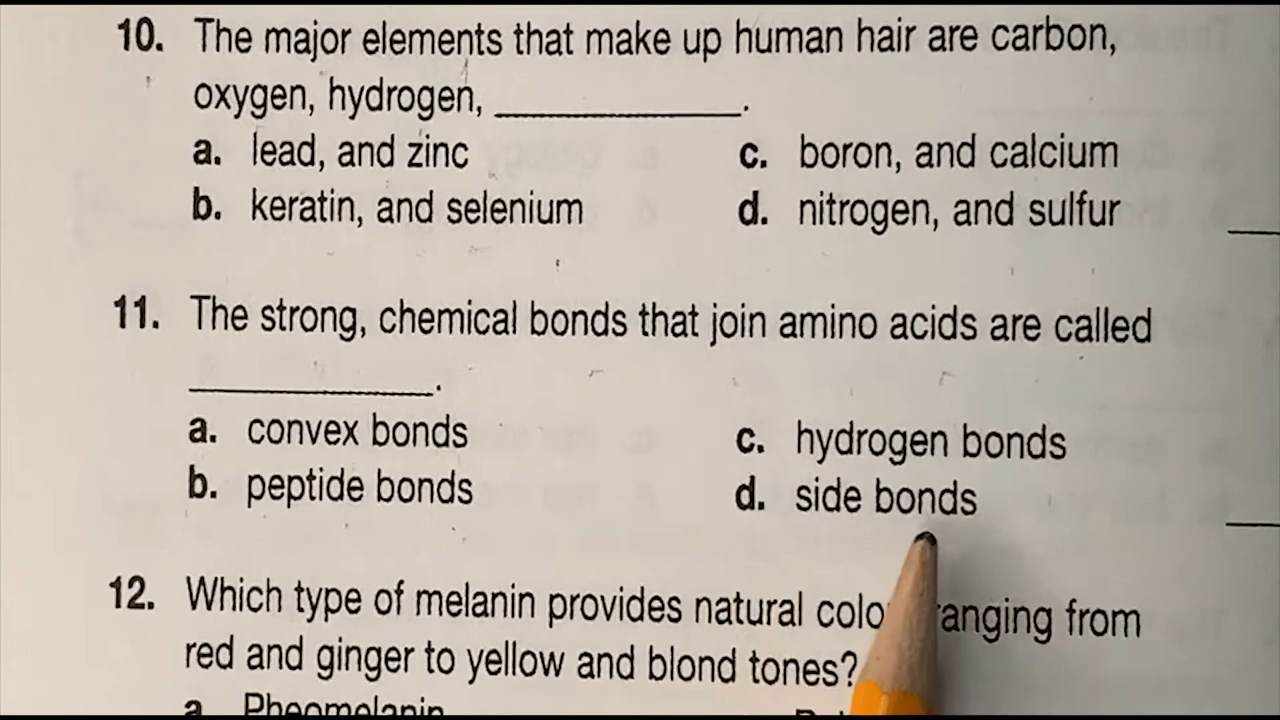 10. The major elements that make up human hair are carbon,
oxygen, hydrogen, ____________.
a. lead, and zinc c. boron, and calcium
b. keratin, and selenium d. nitrogen, and sulfur
11. The strong, chemical bonds that join amino acids are called
____________.
a. convex bonds c. hydrogen bonds
b. peptide bonds d. side bonds
12. Which type of melanin provides natural colo ranging from
red and ginger to yellow and blond tones?
a. Pheomelanin